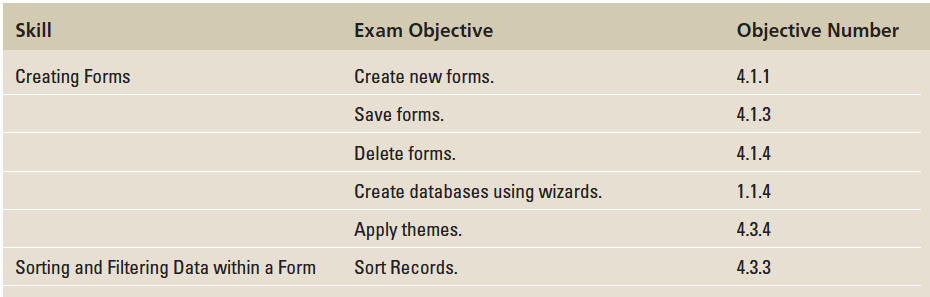 Skill Exam Objective Objective Number
Creating Forms Create new forms. 4.1.1
Save forms. 4.1.3
Delete forms. 4.1.4
Create databases using wizards. 1.1.4
Apply themes. 4.3.4
Sorting and Filtering Data within a Form Sort Records. 4.3.3